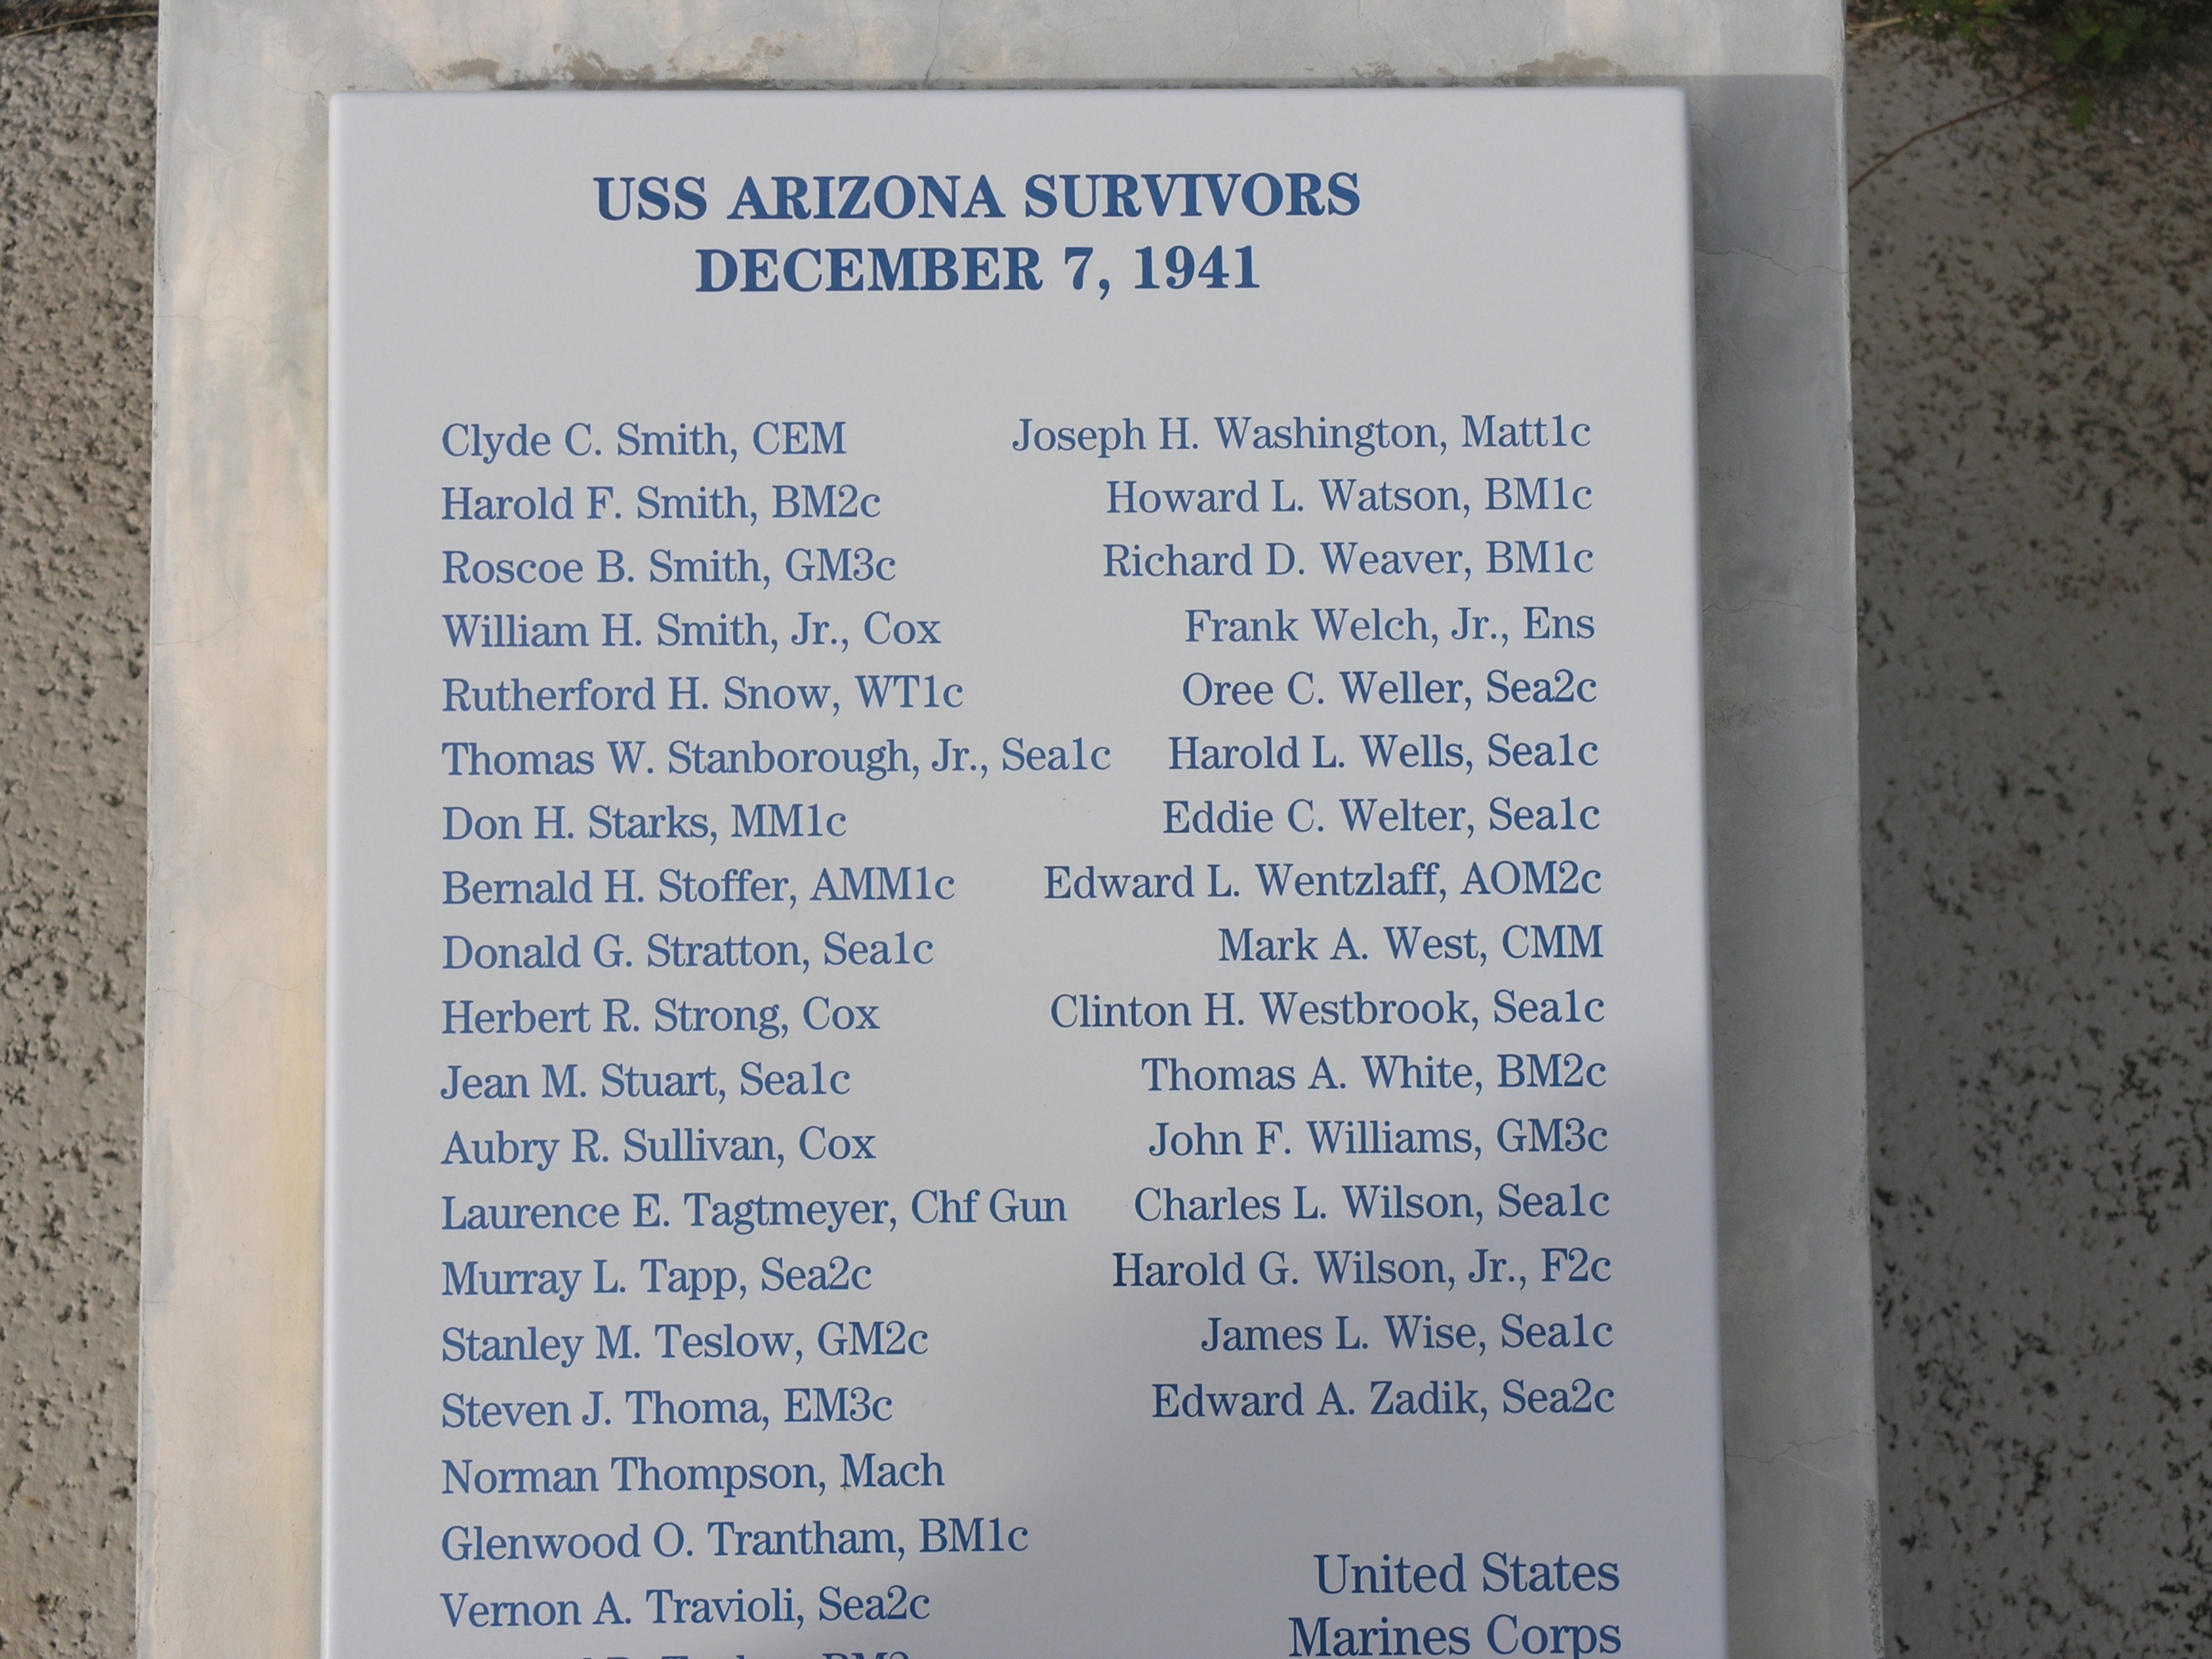 USS ARIZONA SURVIVORS
DECEMBER 7, 1941
Clyde C. Smith, CEM
Harold F. Smith, BM2c
Roscoe B. Smith, GM3c
William H. Smith, Jr., Cox
Rutherford H. Snow, WT1c
Thomas W. Stanborough, Jr., Sea1c
Don H. Starks, MM1c
Bernald H. Stoffer, AMM1c
Donald G. Stratton, Sea1c
Herbert R. Strong, Cox
Jean M. Stuart, Sea1c
Aubry R. Sullivan, Cox
Laurence E. Tagtmeyer, Chf Gun
Murray L. Tapp, Sea2c
Stanley M. Teslow, GM2c
Steven J. Thoma, EM3c
Norman Thompson, Mach
Glenwood O. Trantham, BM1c
Vernon A. Travioli, Sea2c
Joseph H. Washington, Matt1c
Howard L. Watson, BM1c
Richard D. Weaver, BM1c
Frank Welch, Jr., Ens
Oree C. Weller, Sea2c
Harold L. Wells, Sea1c
Eddie C. Welter, Sea1c
Edward L. Wentzlaff, AOM2c
Mark A. West, CMM
Clinton H. Westbrook, Sea1c
Thomas A. White, BM2c
John F. Williams, GM3c
Charles L. Wilson, Sea1c
Harold G. Wilson, Jr., F2c
James L. Wise, Sea1c
Edward A. Zadik, Sea2c
United States
Marines Corps